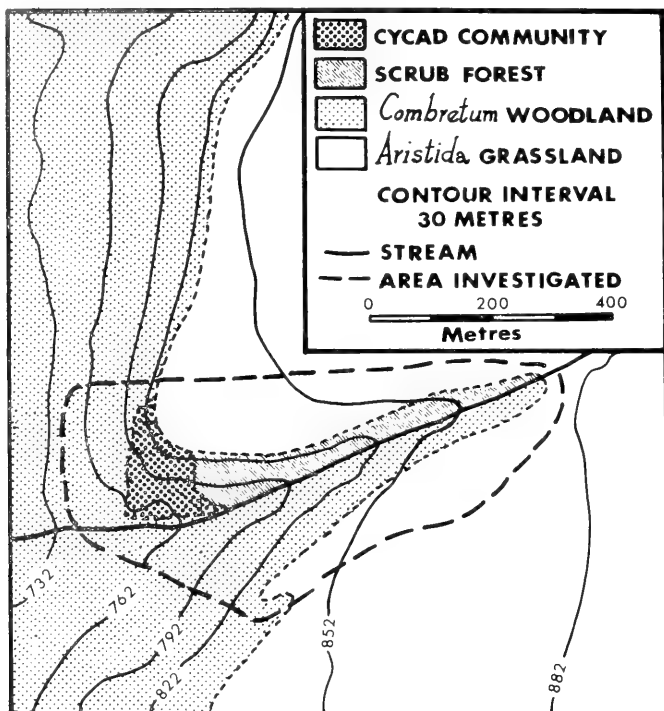 CYCAD COMMUNITY
SCRUB FOREST
Combretum WOODLAND
Aristida GRASSLAND
CONTOUR INTERVAL
30 METRES
STREAM
AREA INVESTIGATED
0 200 400
Metres
732
762
792
822
852
882